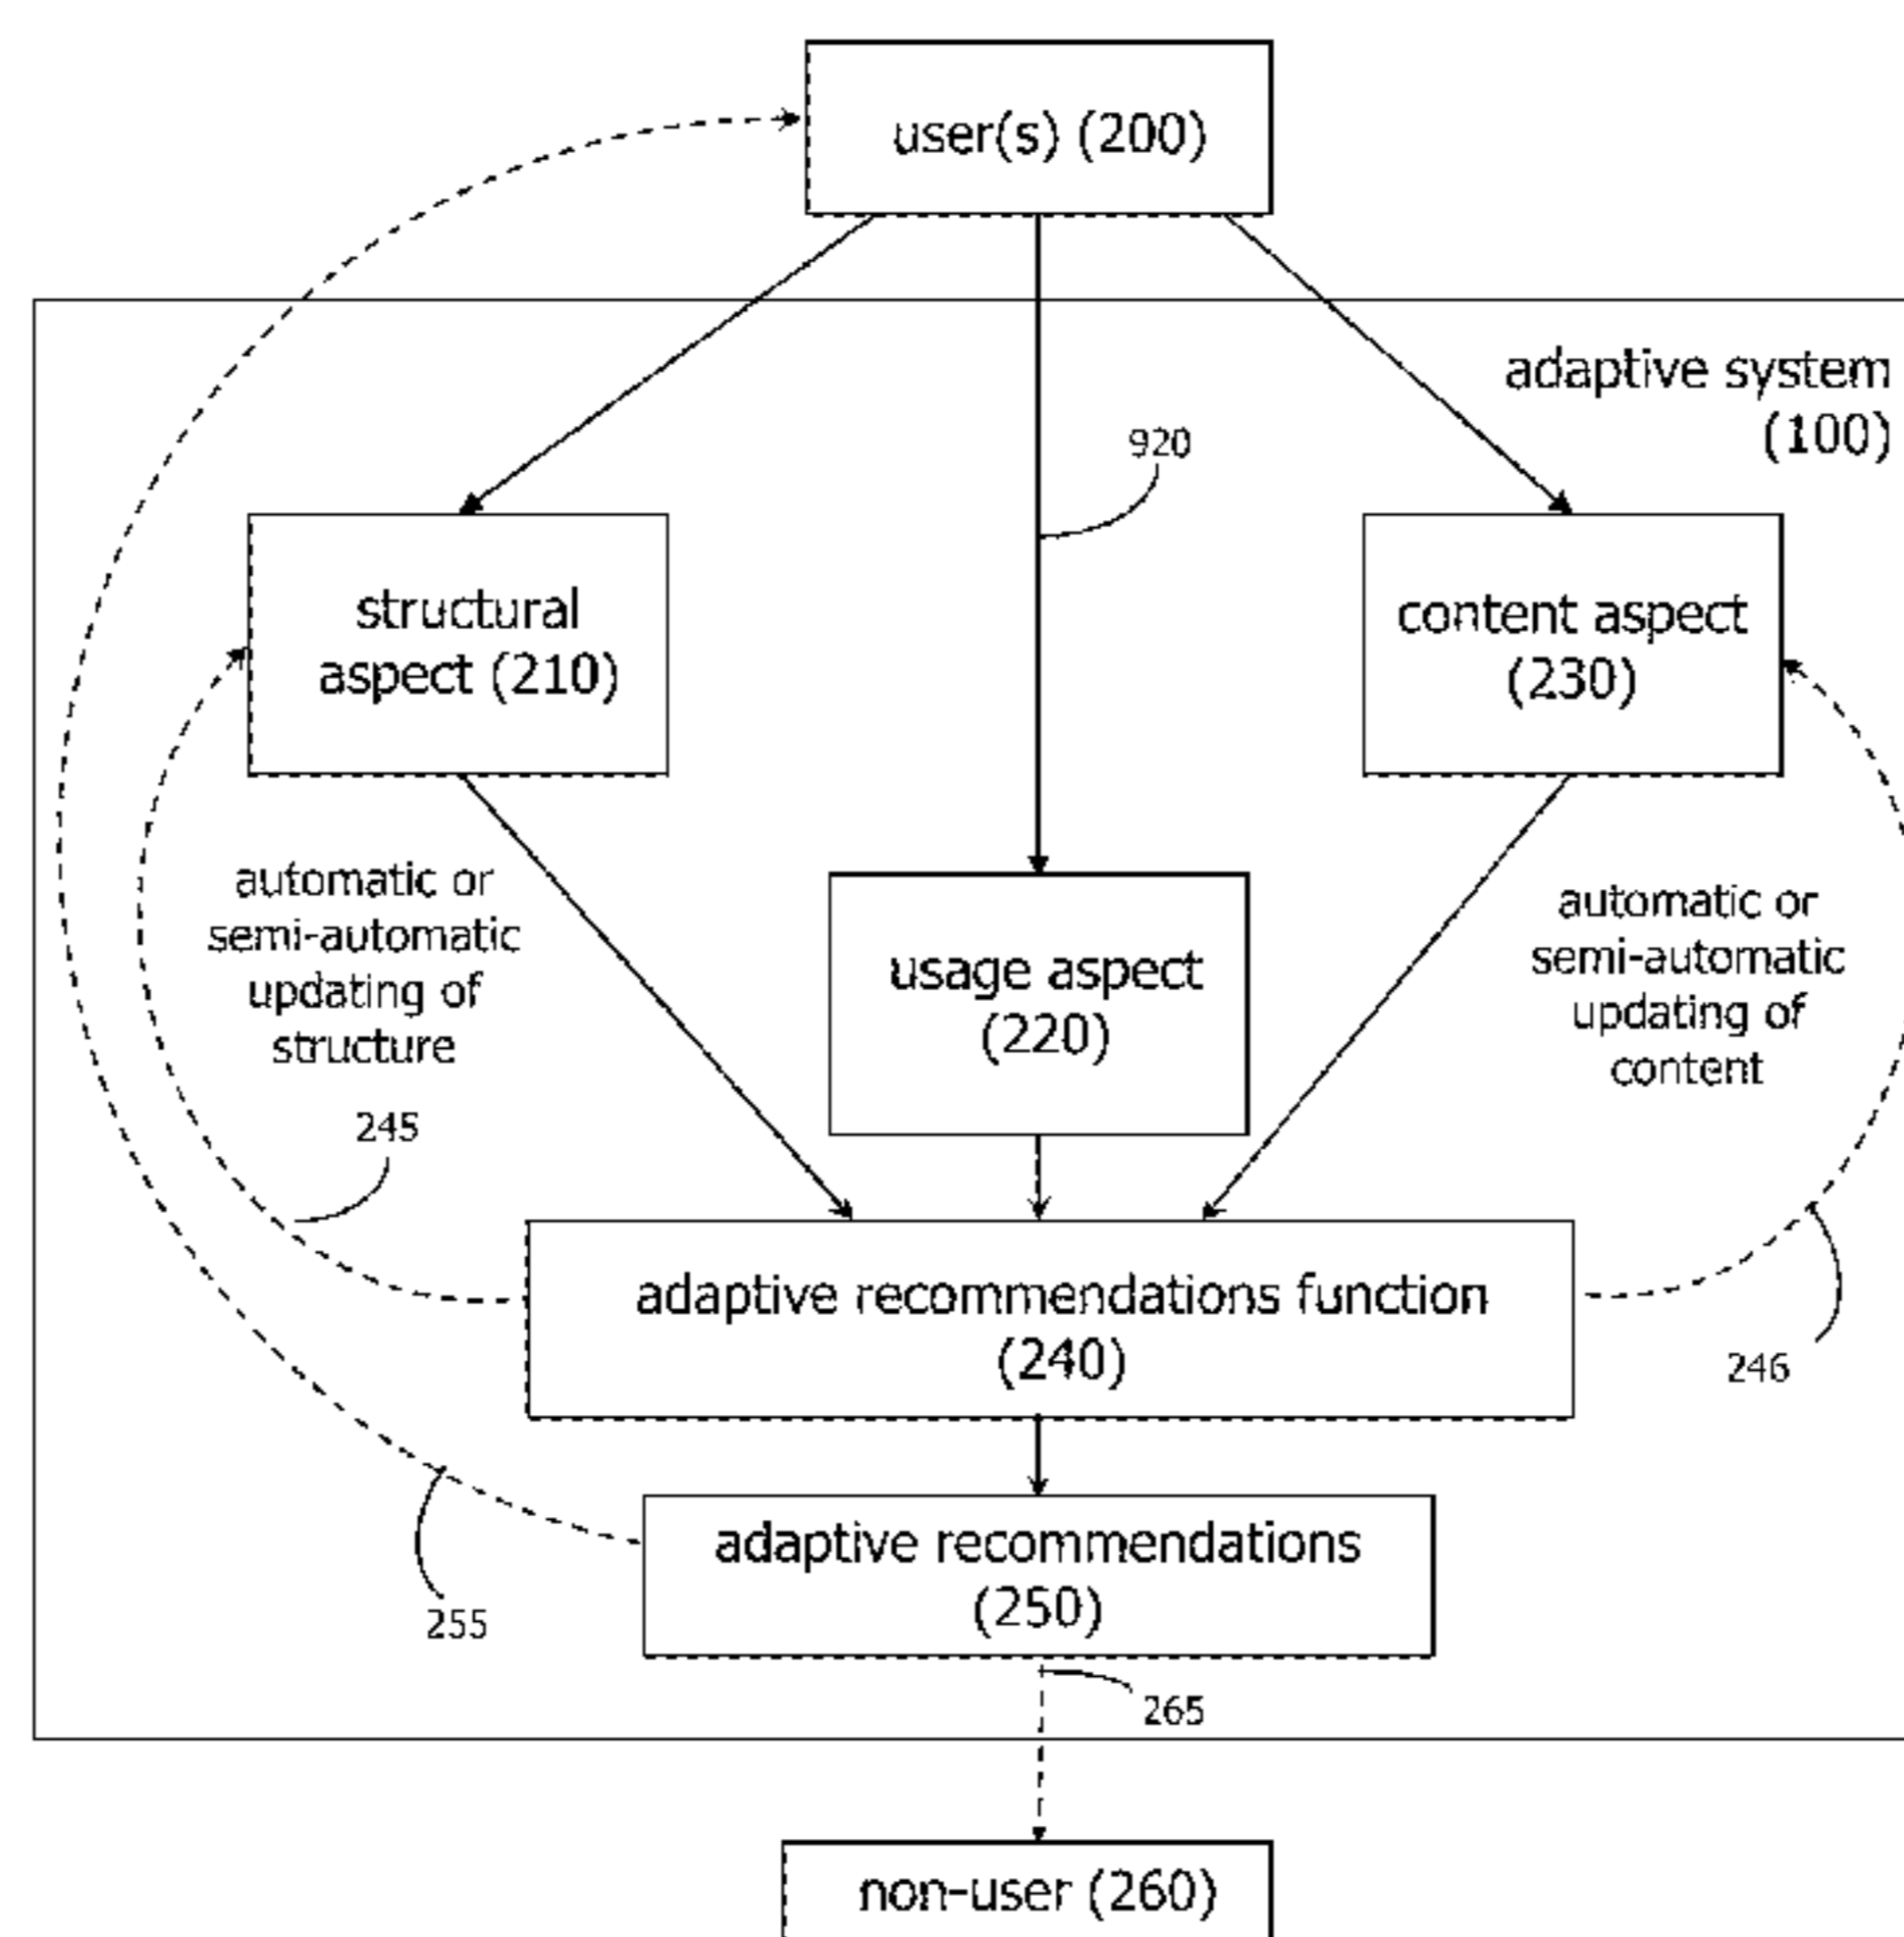 user(s) (200)
adaptive system
(100)
920
structural
aspect (210)
content aspect
(230)
automatic or
semi-automatic
updating of
structure
usage aspect
(220)
automatic or
semi-automatic
updating of
content
245
adaptive recommendations function
(240)
246
adaptive recommendations
(250)
255
265
non-user (260)